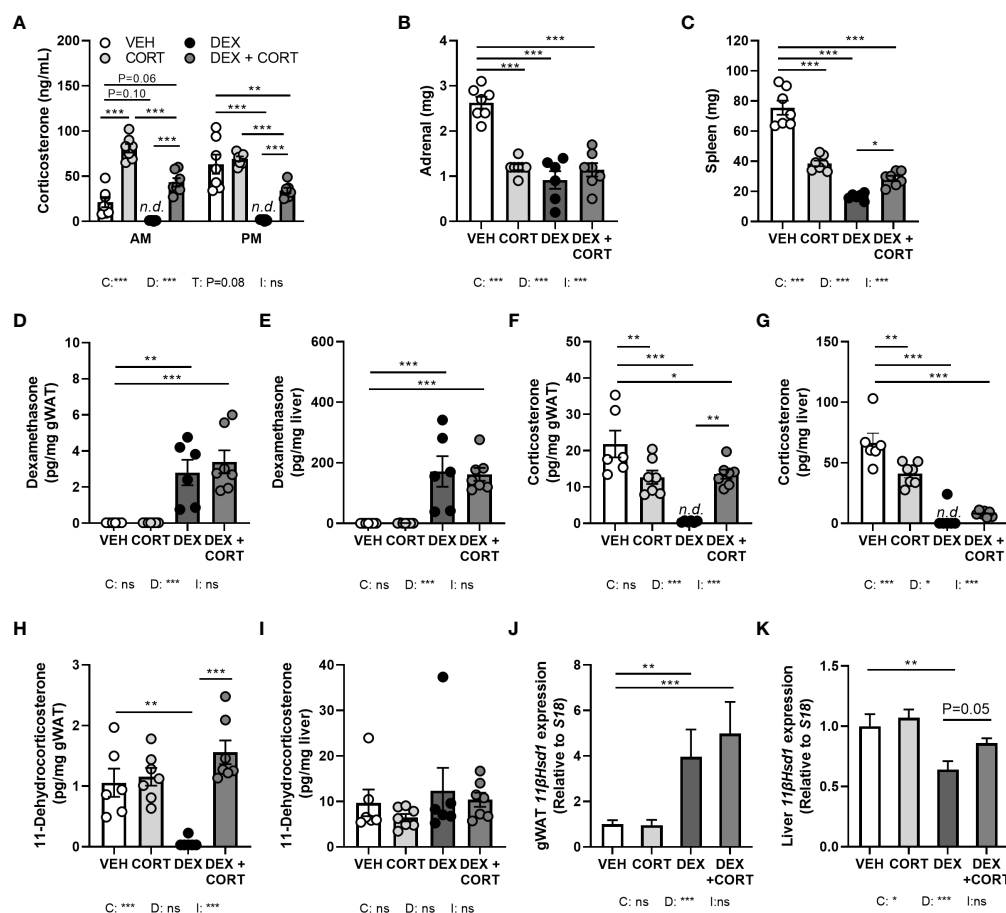 A
Corticosterone (ng/mL)
200
150
100
50
0
VEH
CORT
DEX
DEX + CORT
P=0.06
P=0.10
*** ***
***
n.d.
**
***
***
***
n.d.
AM PM
C:*** D: *** T: P=0.08 I: ns
B
Adrenal (mg)
4
3
2
1
0
***
***
***
VEH CORT DEX DEX +
CORT
C: *** D: *** I: ***
C
Spleen (mg)
120
100
80
60
40
20
0
***
***
***
*
VEH CORT DEX DEX +
CORT
C: *** D: *** I: ***
D
Dexamethasone
(pg/mg gWAT)
10
8
6
4
2
0
**
***
VEH CORT DEX DEX +
CORT
C: ns D: *** I: ns
E
Dexamethasone
(pg/mg liver)
600
400
200
0
***
***
VEH CORT DEX DEX +
CORT
C: ns D: *** I: ns
F
Corticosterone
(pg/mg gWAT)
50
40
30
20
10
0
**
***
*
**
n.d.
VEH CORT DEX DEX +
CORT
C: ns D: *** I: ***
G
Corticosterone
(pg/mg liver)
150
100
50
0
**
***
***
n.d.
VEH CORT DEX DEX +
CORT
C: *** D: * I: ***
H
11-Dehydrocorticosterone
(pg/mg gWAT)
3
2
1
0
***
**
VEH CORT DEX DEX +
CORT
C: *** D: ns I: ***
I
11-Dehydrocorticosterone
(pg/mg liver)
40
30
20
10
0
VEH CORT DEX DEX +
CORT
C: ns D: ns I: ns
J
gWAT 11βHsd1 expression
(Relative to S18)
8
6
4
2
0
**
***
VEH CORT DEX DEX
+CORT
C: ns D: *** I:ns
K
Liver 11βHsd1 expression
(Relative to S18)
1.5
1.0
0.5
0.0
**
P=0.05
VEH CORT DEX DEX
+CORT
C: * D: *** I:ns